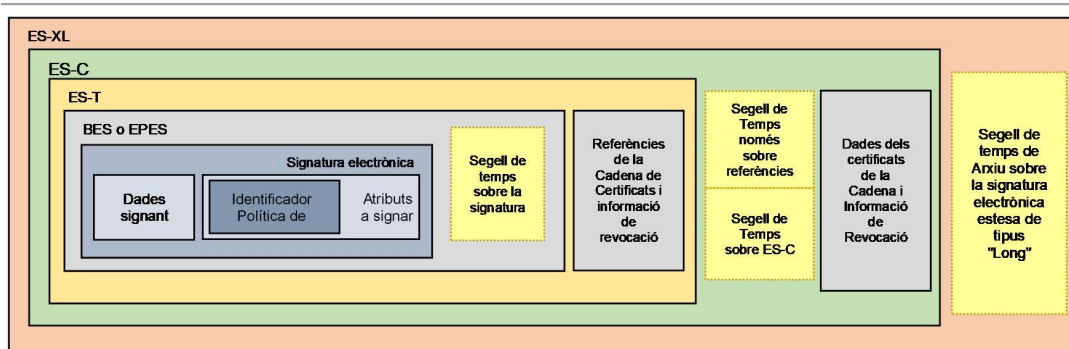 ES-XL
ES-C
ES-T
BES o EPES
Signatura electrònica
Dades
signant
Identificador
Política de
Atributs
a signar
Segell de
temps
sobre la
signatura
Referències
de la
Cadena de
Certificats i
informació
de
revocació
Segell de
Temps
només
sobre
referències
Segell de
Temps
sobre ES-C
Dades dels
certificats
de la
Cadena i
Informació
de
Revocació
Segell de
temps de
Arxiu sobre
la signatura
electrònica
estesa de
tipus
"Long"